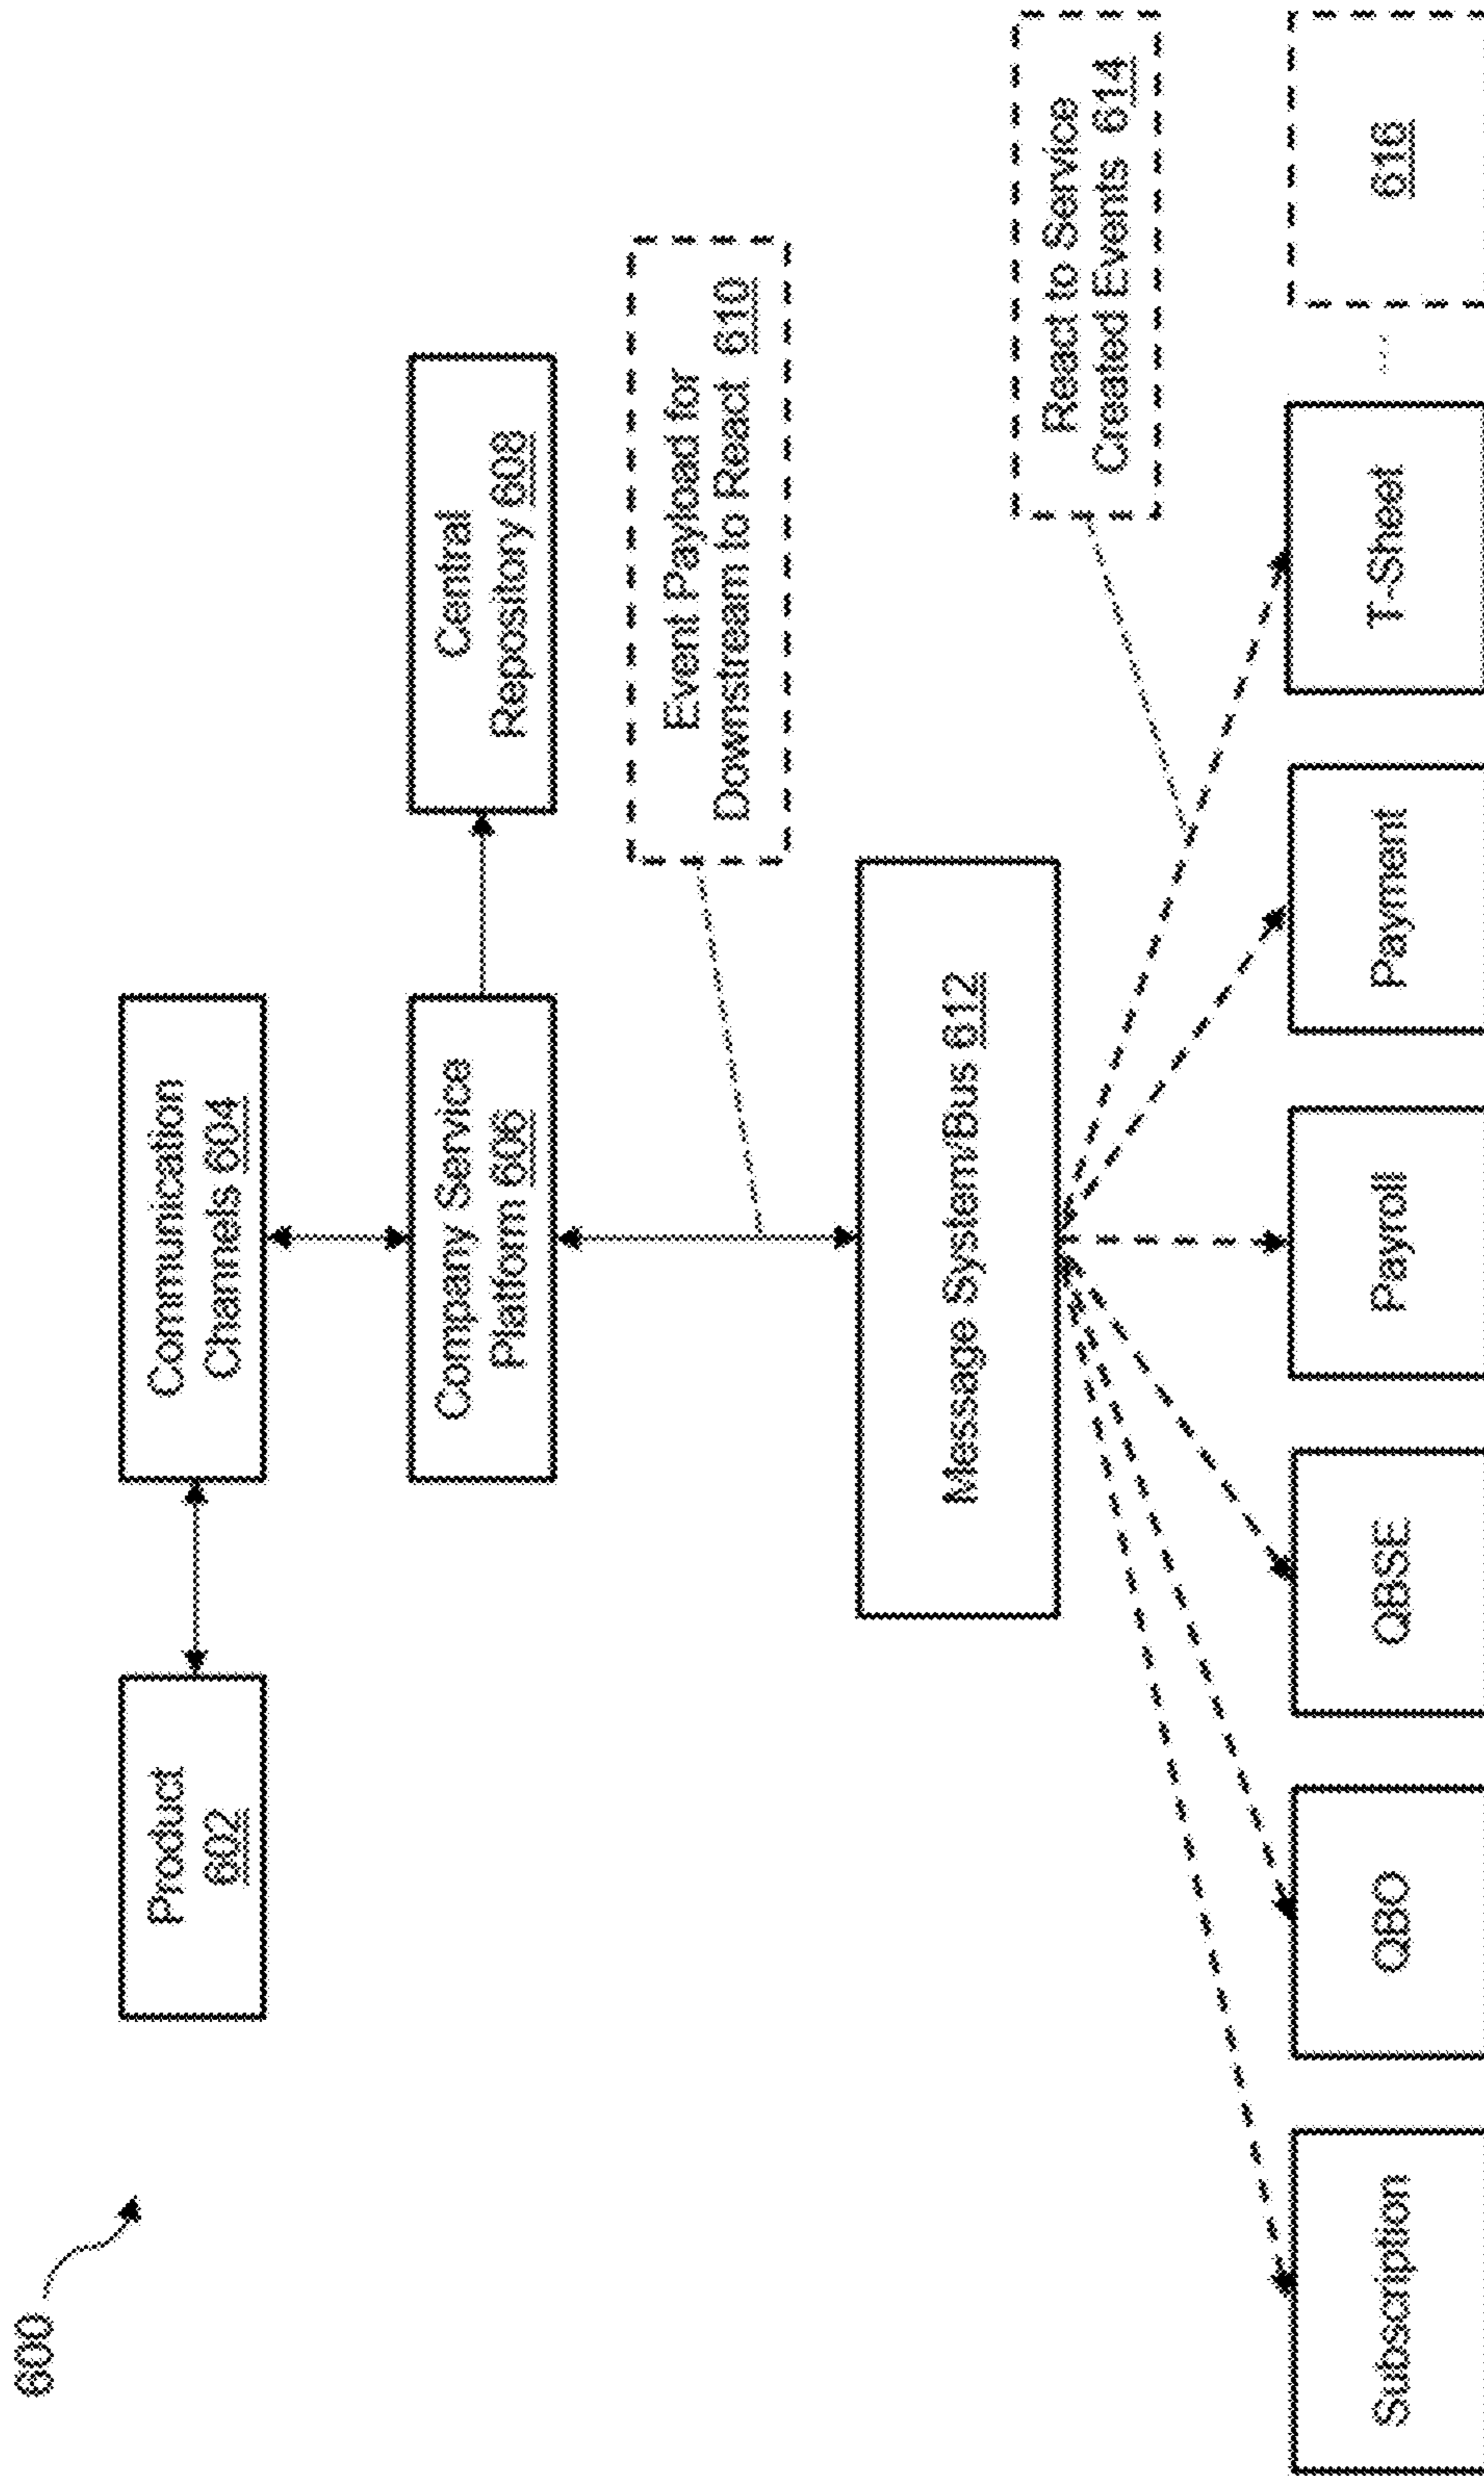 600
Product
602
Communication
Channels 604
Company Service
Platform 606
Central
Repository 608
Event Payload for
Downstream to React 610
Message System/Bus 612
React to Service
Created Events 614
Subscription
QBO
QBSE
Payroll
Payment
T-Sheet
...
616